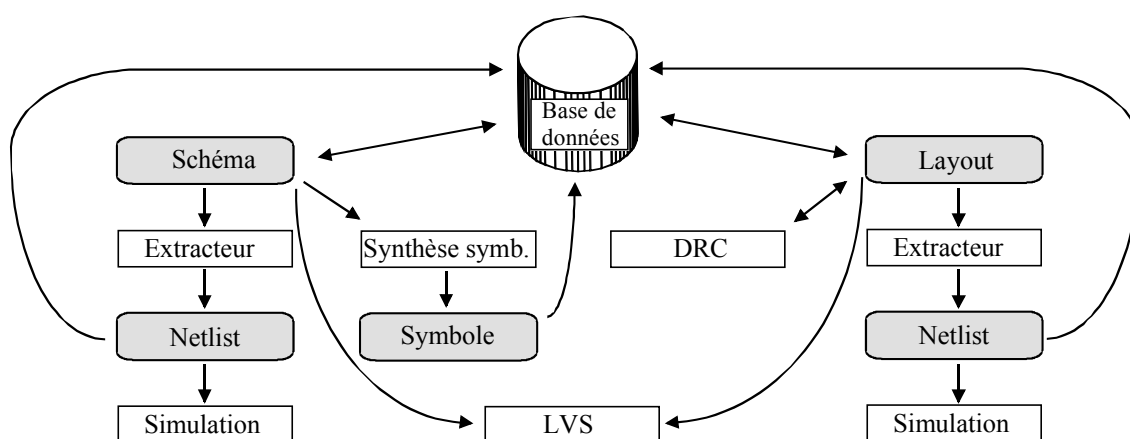 Base de
données
Schéma
Layout
Extracteur
Synthèse symb.
DRC
Extracteur
Netlist
Symbole
Netlist
Simulation
LVS
Simulation